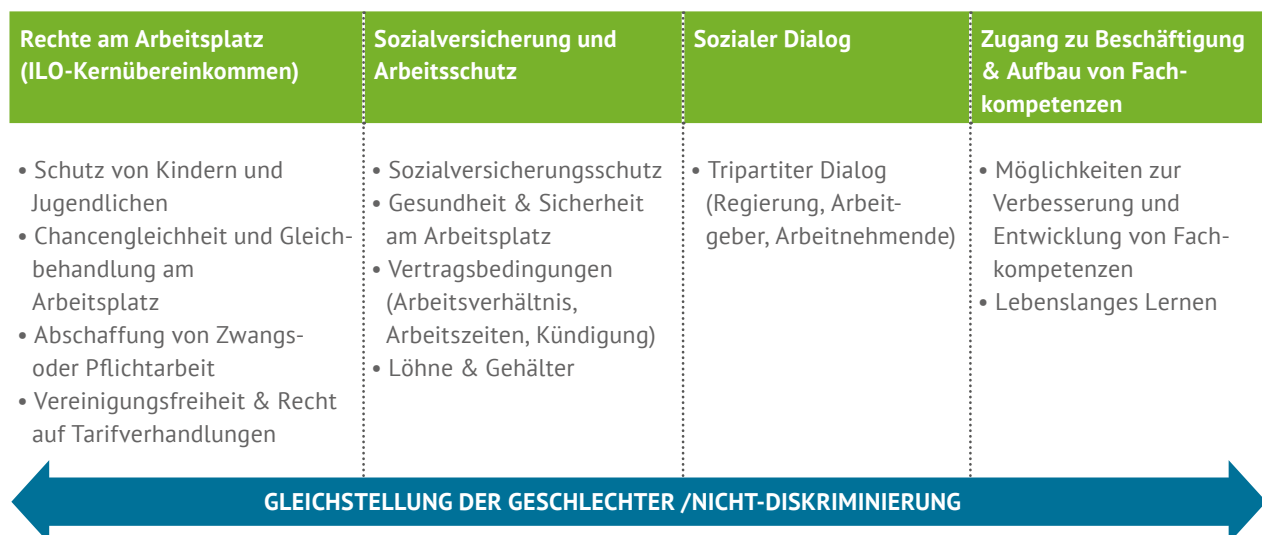 Rechte am Arbeitsplatz
(ILO-Kernübereinkommen)
Sozialversicherung und
Arbeitsschutz
Sozialer Dialog
Zugang zu Beschäftigung
& Aufbau von Fach-
kompetenzen
• Schutz von Kindern und
Jugendlichen
• Chancengleichheit und Gleich-
behandlung am
Arbeitsplatz
• Abschaffung von Zwangs-
oder Pflichtarbeit
• Vereinigungsfreiheit & Recht
auf Tarifverhandlungen
• Sozialversicherungsschutz
• Gesundheit & Sicherheit
am Arbeitsplatz
• Vertragsbedingungen
(Arbeitsverhältnis,
Arbeitszeiten, Kündigung)
• Löhne & Gehälter
• Tripartiter Dialog
(Regierung, Arbeit-
geber, Arbeitnehmende)
• Möglichkeiten zur
Verbesserung und
Entwicklung von Fach-
kompetenzen
• Lebenslanges Lernen
GLEICHSTELLUNG DER GESCHLECHTER /NICHT-DISKRIMINIERUNG